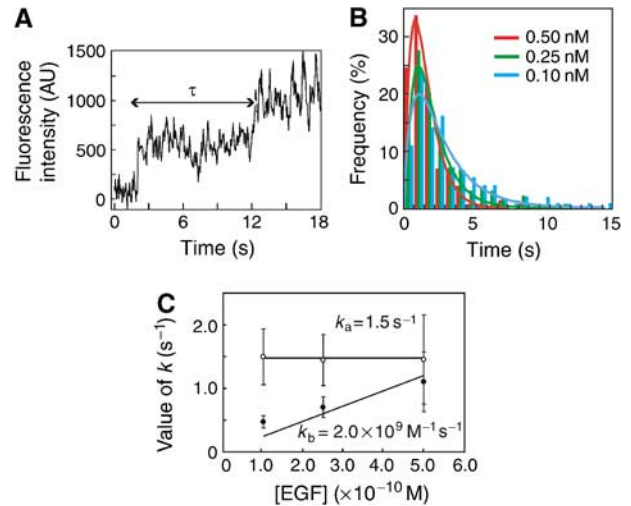 A
Fluorescence
intensity (AU)
1500
1000
500
0
τ
0 6 12 18
Time (s)
B
Frequency (%)
30
20
10
0
0.50 nM
0.25 nM
0.10 nM
0 5 10 15
Time (s)
C
Value of k (s⁻¹)
2.0
1.0
0
kₐ=1.5 s⁻¹
k_b = 2.0×10⁹ M⁻¹ s⁻¹
0 1.0 2.0 3.0 4.0 5.0 6.0
[EGF] (×10⁻¹⁰ M)